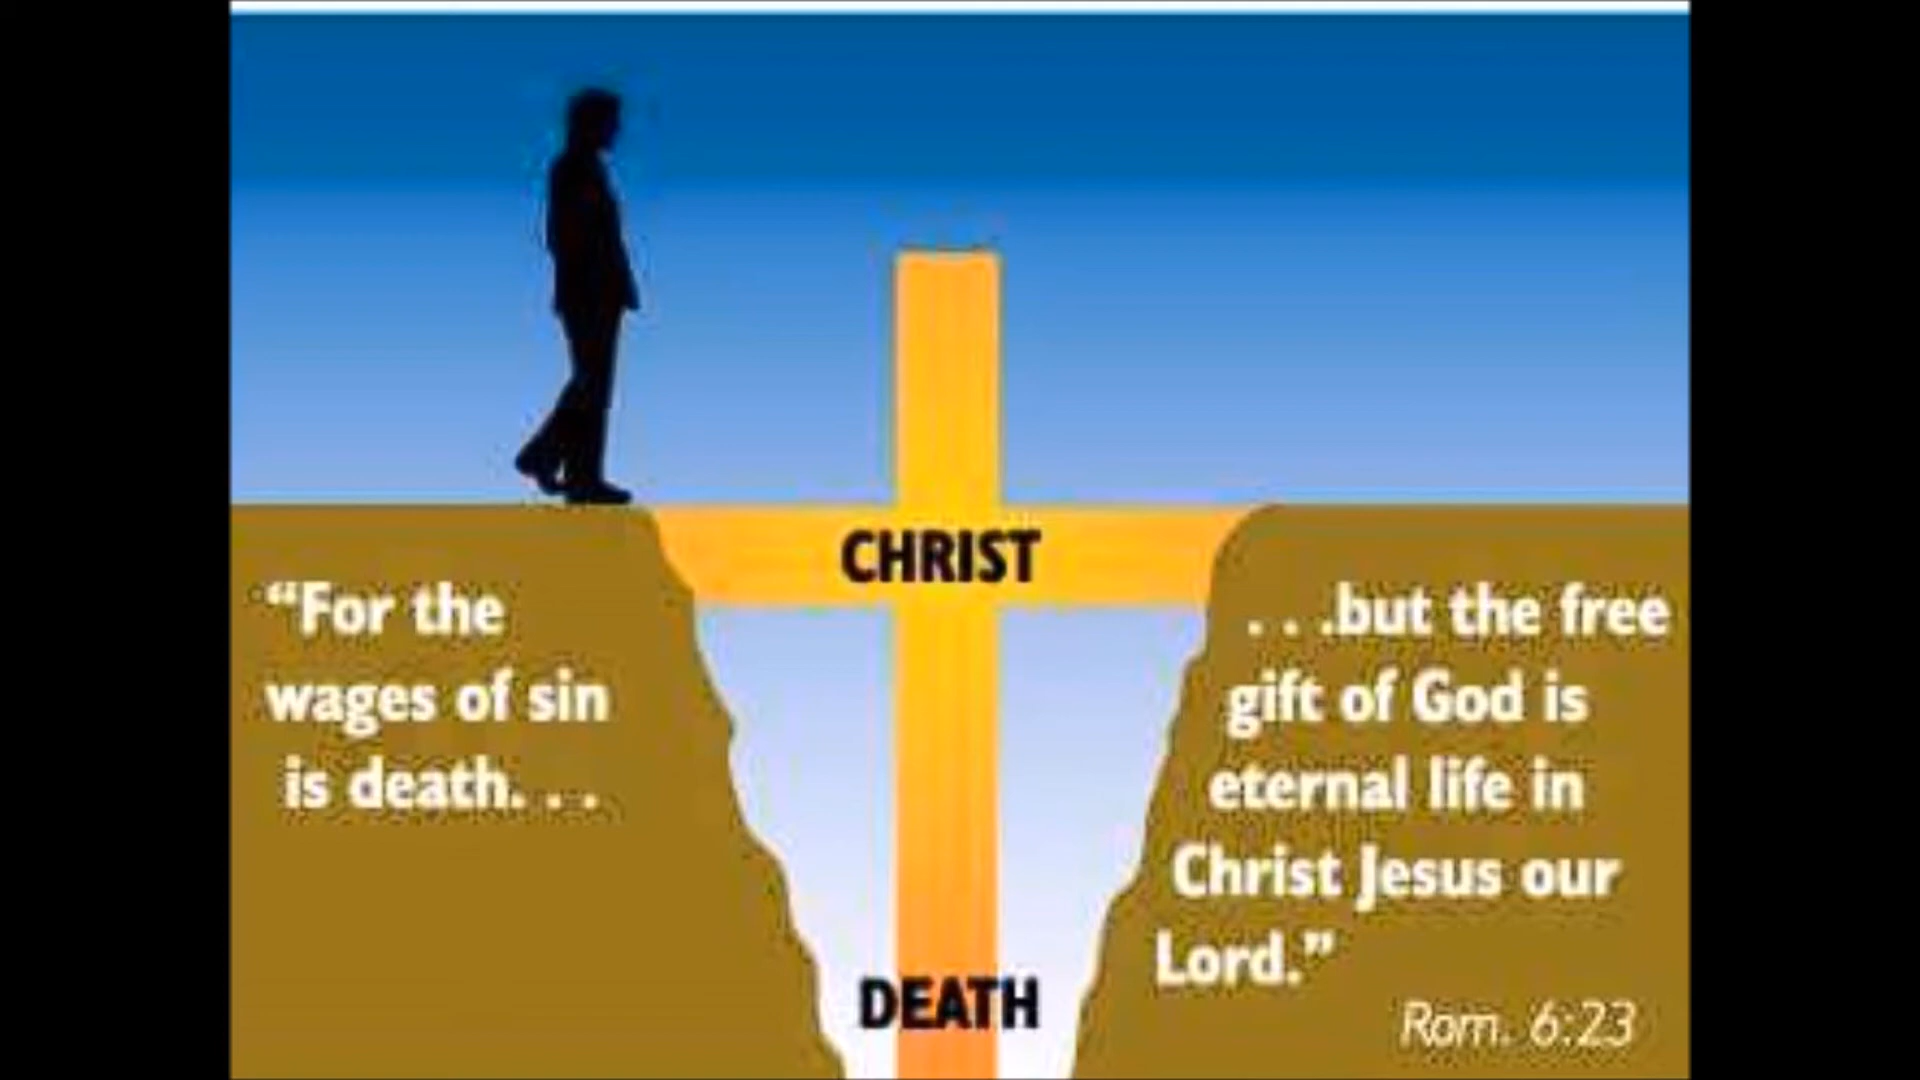 CHRIST
“For the
wages of sin
is death. . .
. . .but the free
gift of God is
eternal life in
Christ Jesus our
Lord.”
DEATH
Rom. 6:23